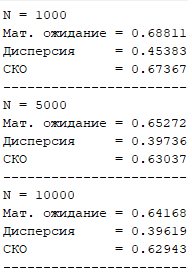 N = 1000
Мат. ожидание = 0.68811
Дисперсия = 0.45383
СКО = 0.67367
---------------------------
N = 5000
Мат. ожидание = 0.65272
Дисперсия = 0.39736
СКО = 0.63037
---------------------------
N = 10000
Мат. ожидание = 0.64168
Дисперсия = 0.39619
СКО = 0.62943
---------------------------